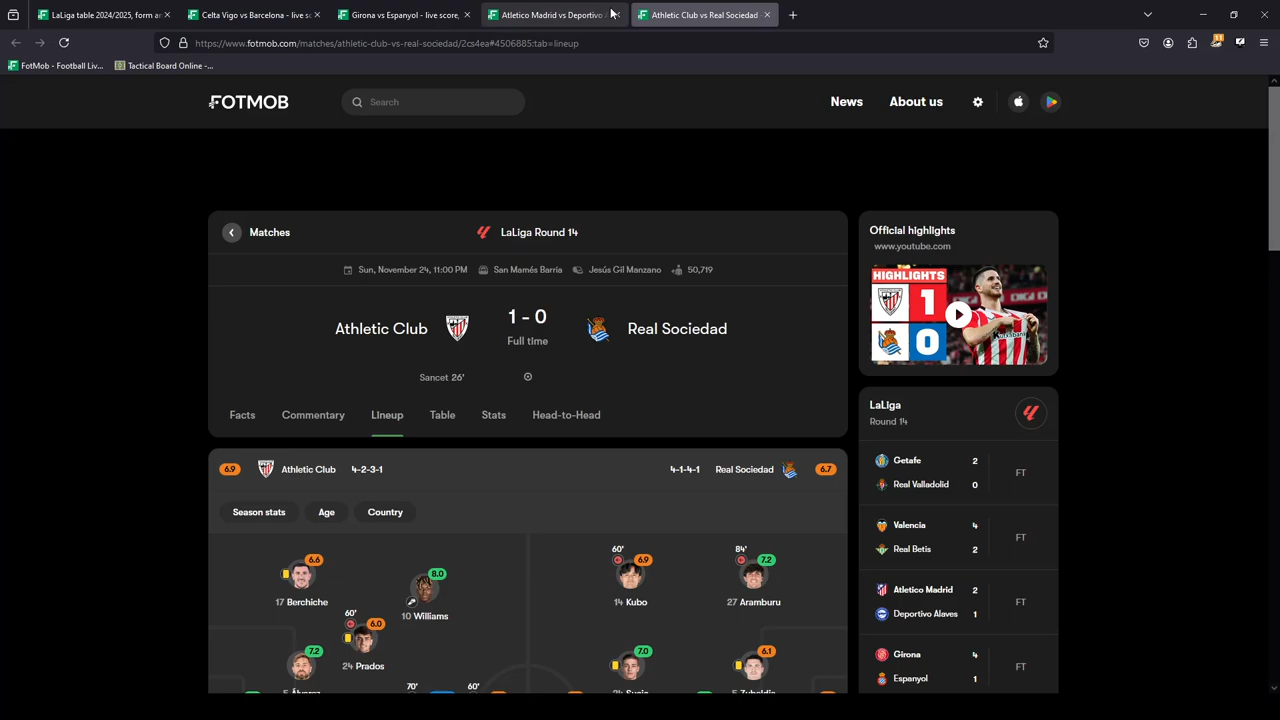 LaLiga table 2024/2025, form an
Celta Vigo vs Barcelona - live sc
Girona vs Espanyol - live score,
Atletico Madrid vs Deportivo
Athletic Club vs Real Sociedad
https://www.fotmob.com/matches/athletic-club-vs-real-sociedad/2cs4ea#4506885:tab=lineup
11
FotMob - Football Liv...
Tactical Board Online -...
FOTMOB
Search
News
About us
Matches
LaLiga Round 14
Sun, November 24, 11:00 PM
San Mamés Barria
Jesús Gil Manzano
50,719
Athletic Club
1 - 0
Full time
Real Sociedad
Sancet 26'
Facts
Commentary
Lineup
Table
Stats
Head-to-Head
Official highlights
www.youtube.com
HIGHLIGHTS
1
0
LaLiga
Round 14
Getafe 2
Real Valladolid 0
FT
Valencia 4
Real Betis 2
FT
Atletico Madrid 2
Deportivo Alaves 1
FT
Girona 4
Espanyol 1
FT
6.9
Athletic Club
4-2-3-1
4-1-4-1
Real Sociedad
6.7
Season stats
Age
Country
6.6
17 Berchiche
8.0
10 Williams
60'
6.0
24 Prados
7.2
70'
60'
60'
6.9
14 Kubo
84'
7.2
27 Aramburu
7.0
6.1